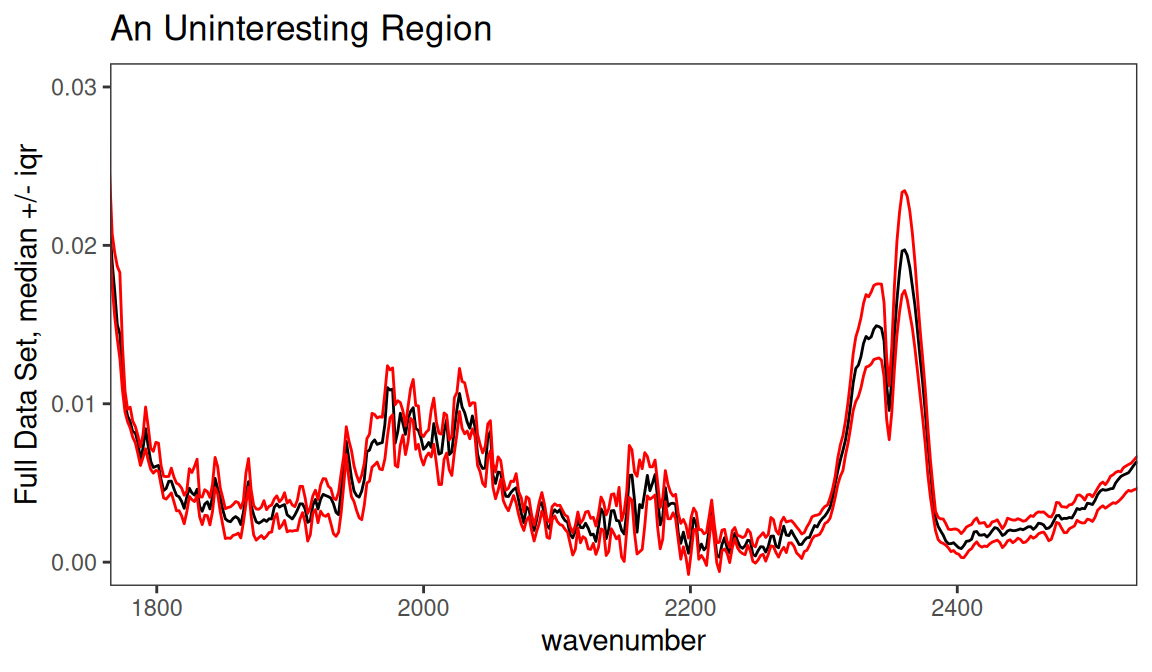 An Uninteresting Region
Full Data Set, median +/- iqr
0.03
0.02
0.01
0.00
1800 2000 2200 2400
wavenumber